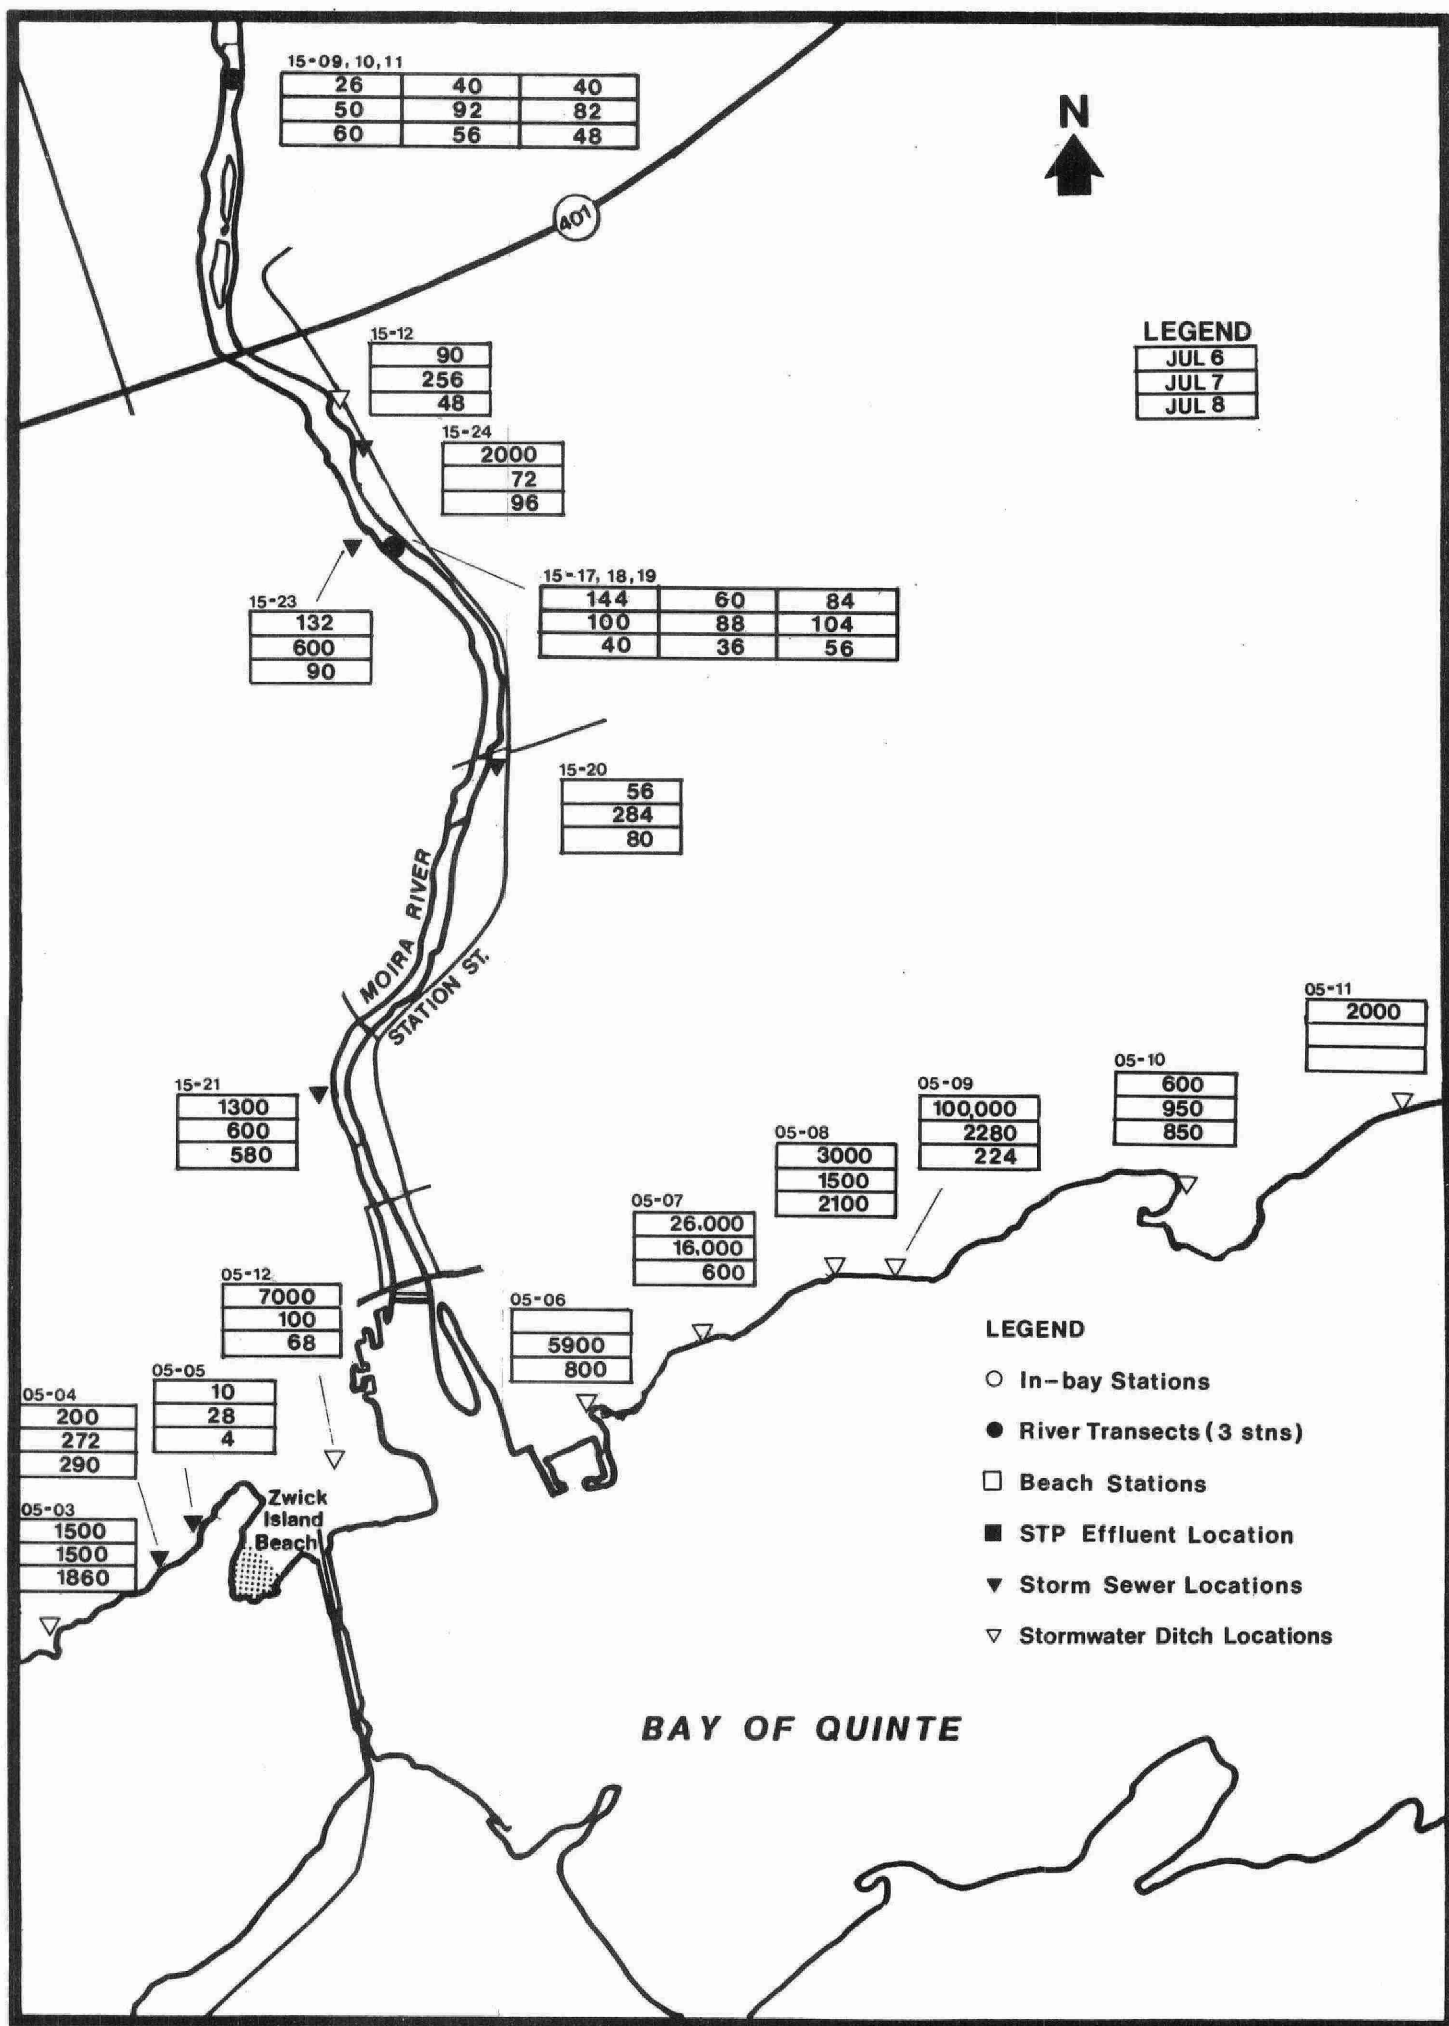 15-09, 10, 11
26 40 40
50 92 82
60 56 48
N
401
LEGEND
JUL 6
JUL 7
JUL 8
15-12
90
256
48
15-24
2000
72
96
15-23
132
600
90
15-17, 18, 19
144 60 84
100 88 104
40 36 56
15-20
56
284
80
MOIRA RIVER
STATION ST.
15-21
1300
600
580
05-11
2000
05-10
600
950
850
05-09
100,000
2280
224
05-08
3000
1500
2100
05-07
26.000
16.000
600
05-06
5900
800
05-12
7000
100
68
05-05
10
28
4
05-04
200
272
290
05-03
1500
1500
1860
Zwick
Island
Beach
LEGEND
In-bay Stations
River Transects (3 stns)
Beach Stations
STP Effluent Location
Storm Sewer Locations
Stormwater Ditch Locations
BAY OF QUINTE